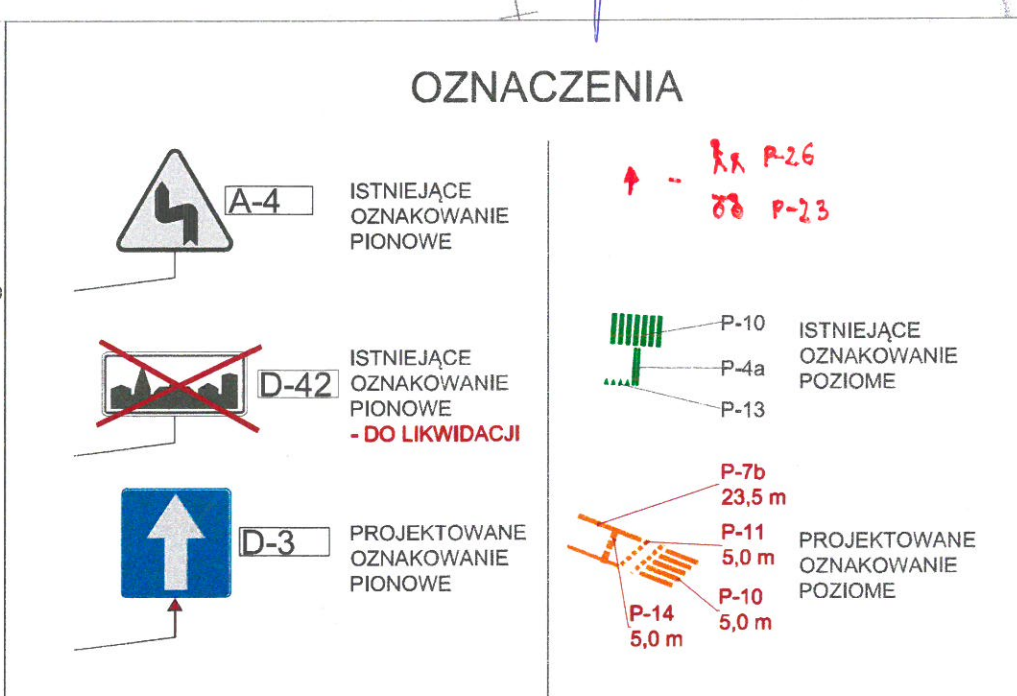 OZNACZENIA
A-4
ISTNIEJĄCE
OZNAKOWANIE
PIONOWE
D-42
ISTNIEJĄCE
OZNAKOWANIE
PIONOWE
- DO LIKWIDACJI
D-3
PROJEKTOWANE
OZNAKOWANIE
PIONOWE
P-26
P-23
P-10
P-4a
P-13
ISTNIEJĄCE
OZNAKOWANIE
POZIOME
P-7b
23,5 m
P-11
5,0 m
P-10
5,0 m
P-14
5,0 m
PROJEKTOWANE
OZNAKOWANIE
POZIOME